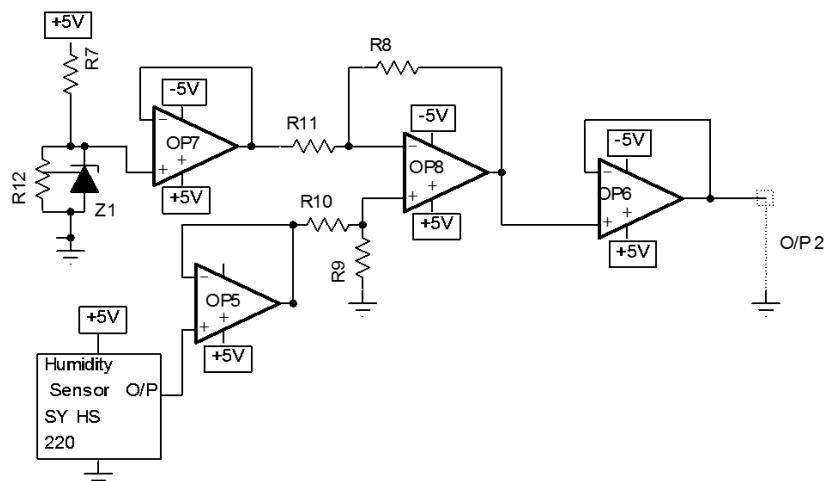 +5V
R7
R8
-5V
OP7
R11
-5V
OP8
R12
Z1
+5V
-5V
OP6
R10
+5V
+5V
O/P 2
R9
OP5
+5V
+5V
Humidity
Sensor O/P
SY HS
220